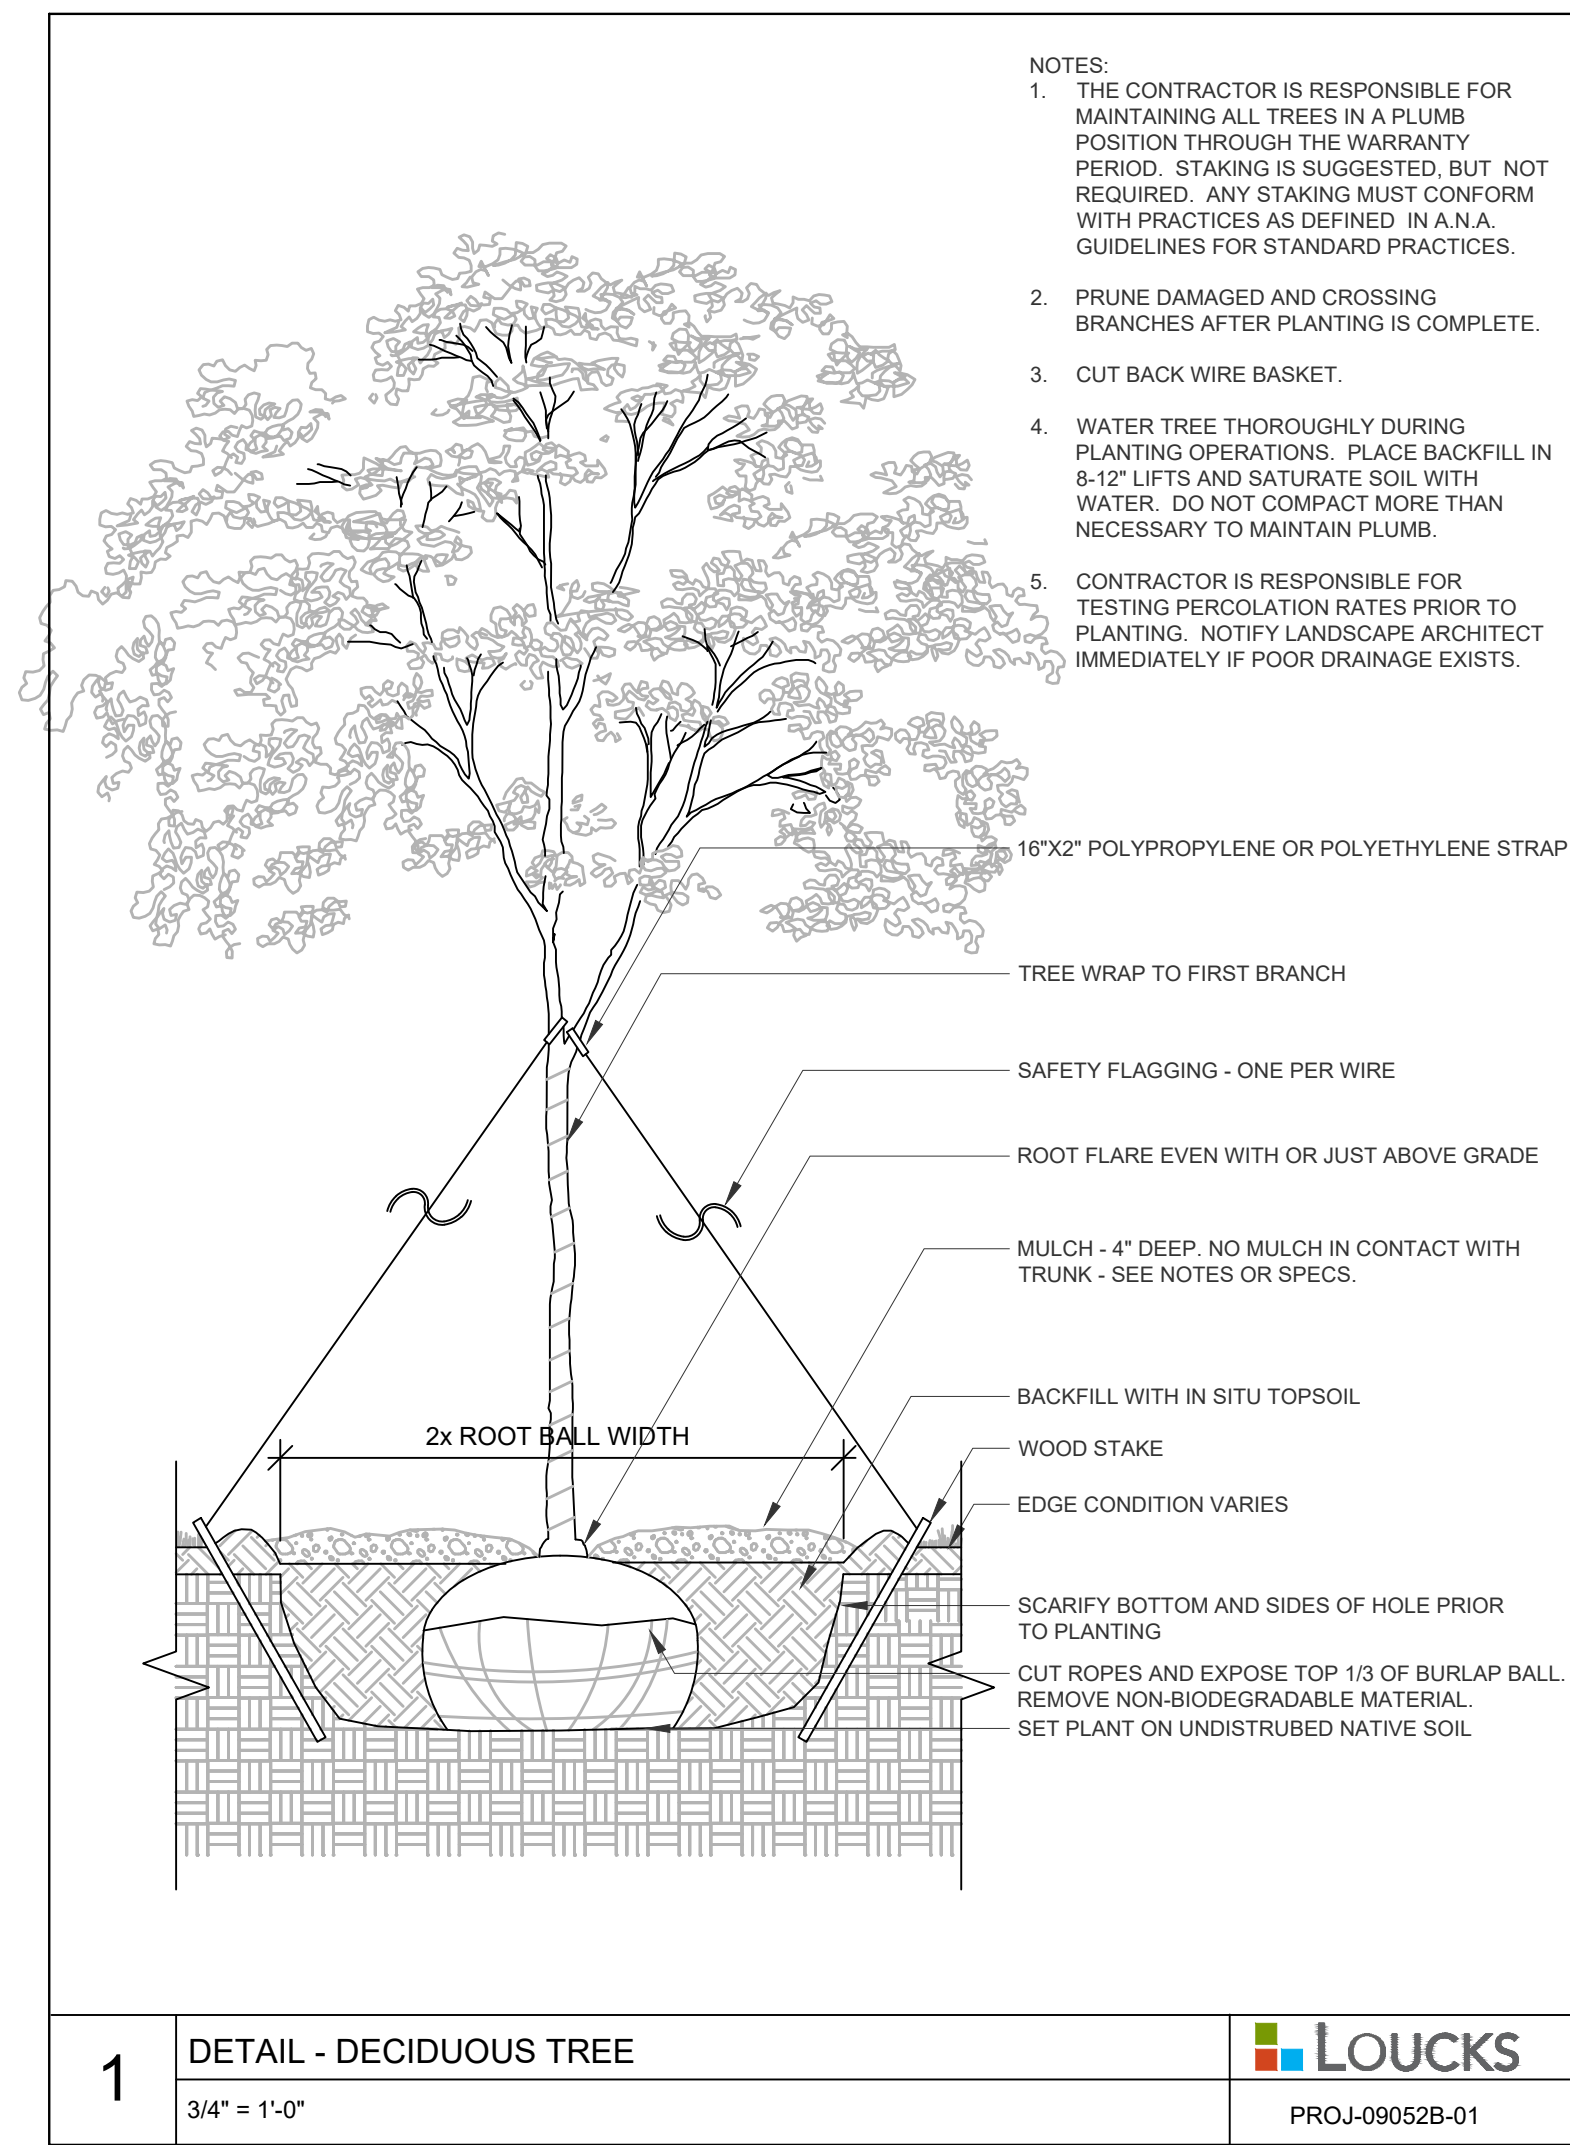 NOTES:
1. THE CONTRACTOR IS RESPONSIBLE FOR
MAINTAINING ALL TREES IN A PLUMB
POSITION THROUGH THE WARRANTY
PERIOD. STAKING IS SUGGESTED, BUT NOT
REQUIRED. ANY STAKING MUST CONFORM
WITH PRACTICES AS DEFINED IN A.N.A.
GUIDELINES FOR STANDARD PRACTICES.
2. PRUNE DAMAGED AND CROSSING
BRANCHES AFTER PLANTING IS COMPLETE.
3. CUT BACK WIRE BASKET.
4. WATER TREE THOROUGHLY DURING
PLANTING OPERATIONS. PLACE BACKFILL IN
8-12" LIFTS AND SATURATE SOIL WITH
WATER. DO NOT COMPACT MORE THAN
NECESSARY TO MAINTAIN PLUMB.
5. CONTRACTOR IS RESPONSIBLE FOR
TESTING PERCOLATION RATES PRIOR TO
PLANTING. NOTIFY LANDSCAPE ARCHITECT
IMMEDIATELY IF POOR DRAINAGE EXISTS.
16"X2" POLYPROPYLENE OR POLYETHYLENE STRAP
TREE WRAP TO FIRST BRANCH
SAFETY FLAGGING - ONE PER WIRE
ROOT FLARE EVEN WITH OR JUST ABOVE GRADE
MULCH - 4" DEEP. NO MULCH IN CONTACT WITH
TRUNK - SEE NOTES OR SPECS.
BACKFILL WITH IN SITU TOPSOIL
2x ROOT BALL WIDTH
WOOD STAKE
EDGE CONDITION VARIES
SCARIFY BOTTOM AND SIDES OF HOLE PRIOR
TO PLANTING
CUT ROPES AND EXPOSE TOP 1/3 OF BURLAP BALL.
REMOVE NON-BIODEGRADABLE MATERIAL.
SET PLANT ON UNDISTRUBED NATIVE SOIL
1
DETAIL - DECIDUOUS TREE
3/4" = 1'-0"
LOUCKS
PROJ-09052B-01